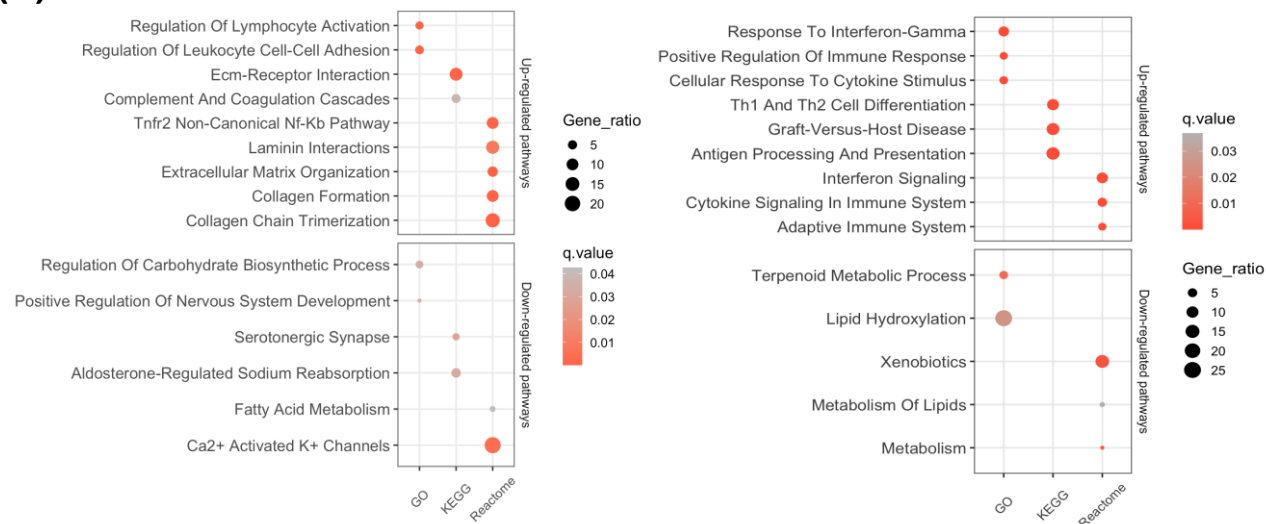 Regulation Of Lymphocyte Activation
Regulation Of Leukocyte Cell-Cell Adhesion
Ecm-Receptor Interaction
Complement And Coagulation Cascades
Tnfr2 Non-Canonical Nf-Kb Pathway
Laminin Interactions
Extracellular Matrix Organization
Collagen Formation
Collagen Chain Trimerization
Up-regulated pathways
Regulation Of Carbohydrate Biosynthetic Process
Positive Regulation Of Nervous System Development
Serotonergic Synapse
Aldosterone-Regulated Sodium Reabsorption
Fatty Acid Metabolism
Ca2+ Activated K+ Channels
Down-regulated pathways
GO
KEGG
Reactome
Gene_ratio
5
10
15
20
q.value
0.04
0.03
0.02
0.01
Response To Interferon-Gamma
Positive Regulation Of Immune Response
Cellular Response To Cytokine Stimulus
Th1 And Th2 Cell Differentiation
Graft-Versus-Host Disease
Antigen Processing And Presentation
Interferon Signaling
Cytokine Signaling In Immune System
Adaptive Immune System
Up-regulated pathways
Terpenoid Metabolic Process
Lipid Hydroxylation
Xenobiotics
Metabolism Of Lipids
Metabolism
Down-regulated pathways
GO
KEGG
Reactome
q.value
0.03
0.02
0.01
Gene_ratio
5
10
15
20
25